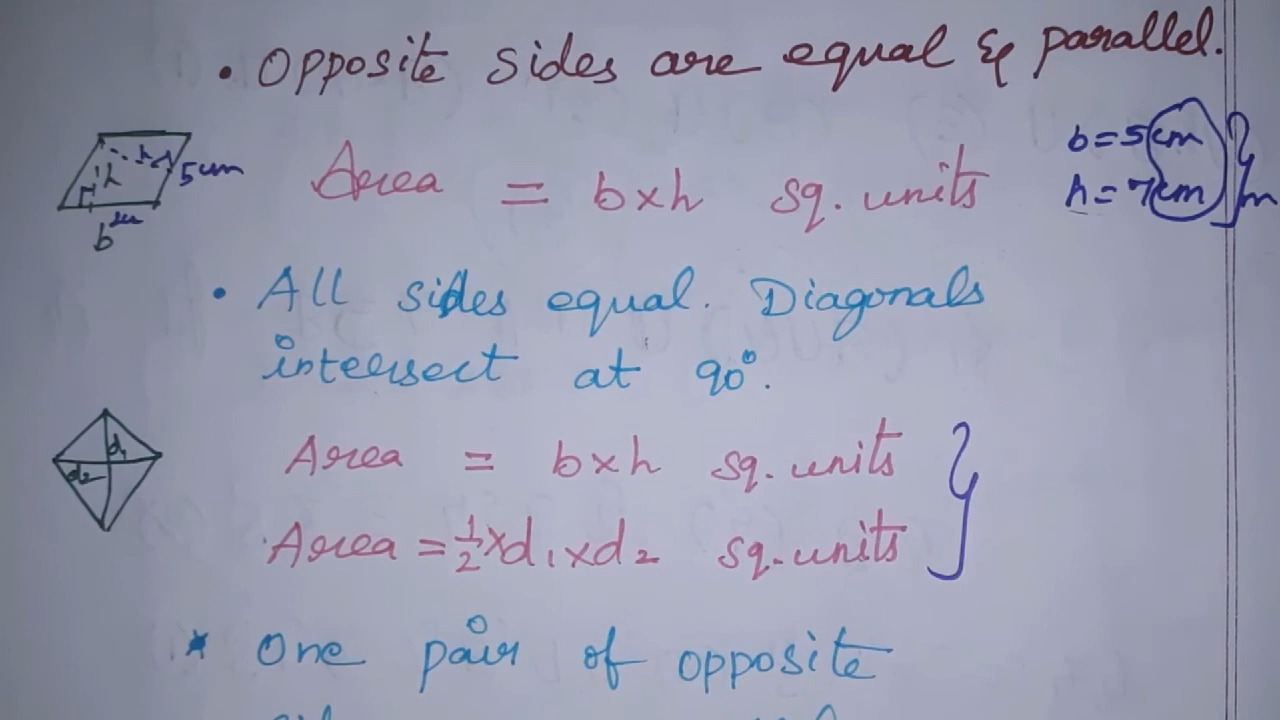 • Opposite sides are equal & parallel.
b = 5cm
h = 7cm
m
5cm
h
h
b
Area = b×h sq. units
• All sides equal. Diagonals
intersect at 90°.
d1
d2
Area = b×h sq. units
Area = 1/2 × d1 × d2 sq. units
* One pair of opposite